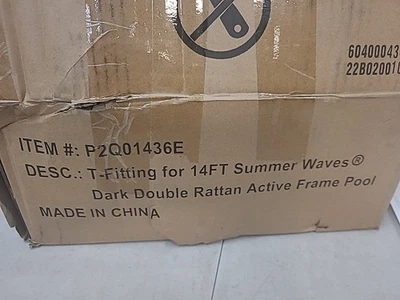 60400043
22B02001
ITEM #: P2Q01436E
DESC.: T-Fitting for 14FT Summer Waves®
Dark Double Rattan Active Frame Pool
MADE IN CHINA